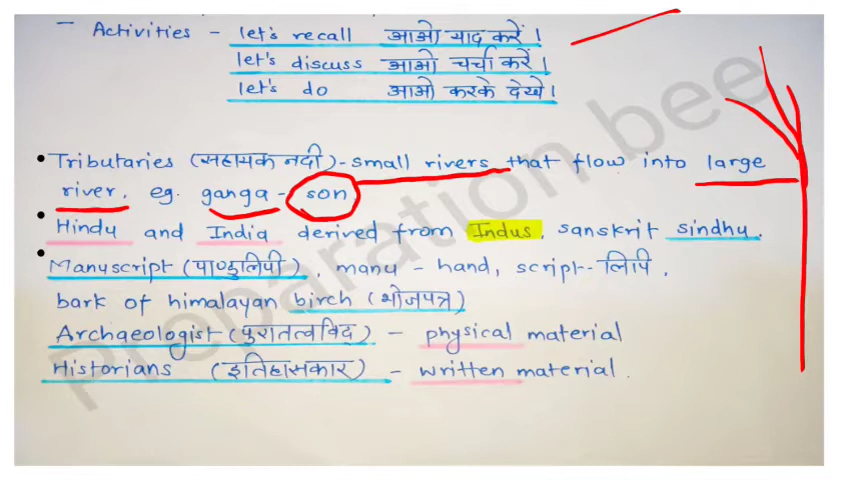 - Activities - let's recall आओ याद करें।
let's discuss आओ चर्चा करें।
let's do आओ करके देखे।
• Tributaries (सहायक नदी) - small rivers that flow into large
river, eg. ganga - son
• Hindu and India derived from Indus, sanskrit sindhu.
• Manuscript (पाण्डुलिपी), manu - hand, script - लिपि,
bark of himalayan birch (भोजपत्र)
Archaeologist (पुरातत्वविद) - physical material
Historians (इतिहासकार) - written material.
Preparation bee